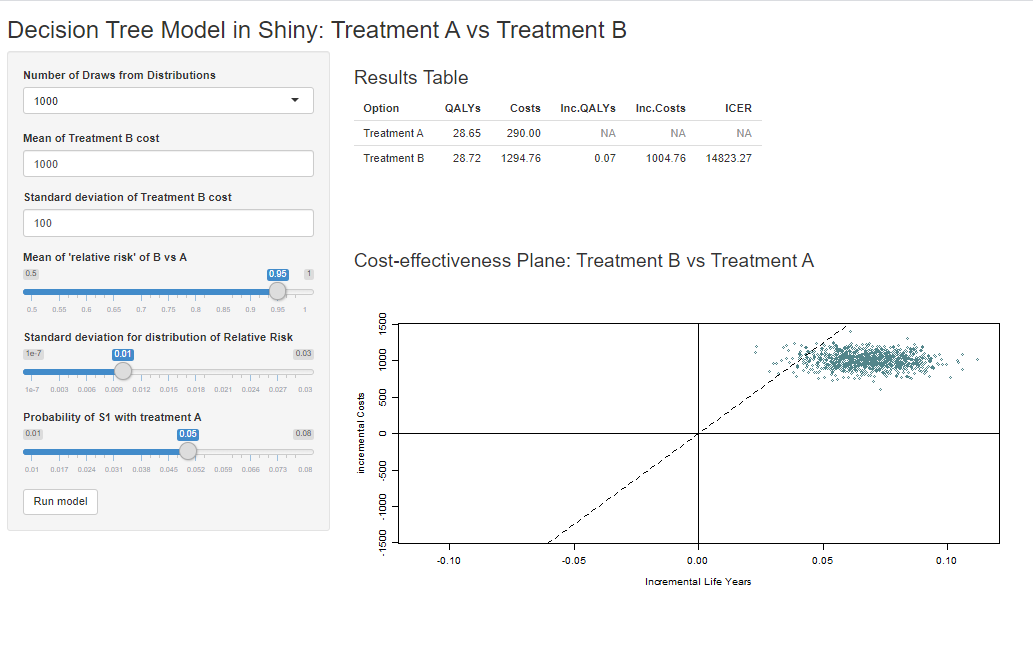 Decision Tree Model in Shiny: Treatment A vs Treatment B
Number of Draws from Distributions
1000
Mean of Treatment B cost
1000
Standard deviation of Treatment B cost
100
Mean of 'relative risk' of B vs A
0.5 0.95 1
0.5 0.55 0.6 0.65 0.7 0.75 0.8 0.85 0.9 0.95 1
Standard deviation for distribution of Relative Risk
1e-7 0.01 0.03
1e-7 0.003 0.006 0.009 0.012 0.015 0.018 0.021 0.024 0.027 0.03
Probability of S1 with treatment A
0.01 0.05 0.08
0.01 0.017 0.024 0.031 0.038 0.045 0.052 0.059 0.066 0.073 0.08
Run model
Results Table
Option QALYs Costs Inc.QALYs Inc.Costs ICER
Treatment A 28.65 290.00 NA NA NA
Treatment B 28.72 1294.76 0.07 1004.76 14823.27
Cost-effectiveness Plane: Treatment B vs Treatment A
incremental Costs
1500
1000
500
0
-500
-1000
-1500
-0.10 -0.05 0.00 0.05 0.10
Incremental Life Years